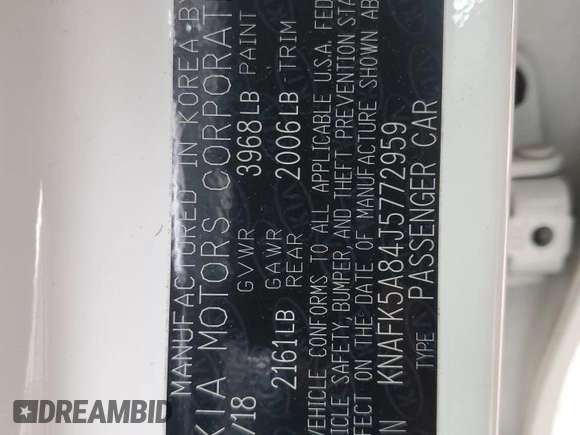 MANUFACTURED IN KOREA BY
KIA MOTORS CORPORAT
/18 GVWR 3968LB PAINT
2161LB GAWR REAR 2006LB TRIM
VEHICLE CONFORMS TO ALL APPLICABLE U.S.A. FED
HICLE SAFETY, BUMPER, AND THEFT PREVENTION STA
FECT ON THE DATE OF MANUFACTURE SHOWN AB
IN KNAFK5A84J5772959
TYPE PASSENGER CAR
DREAMBID